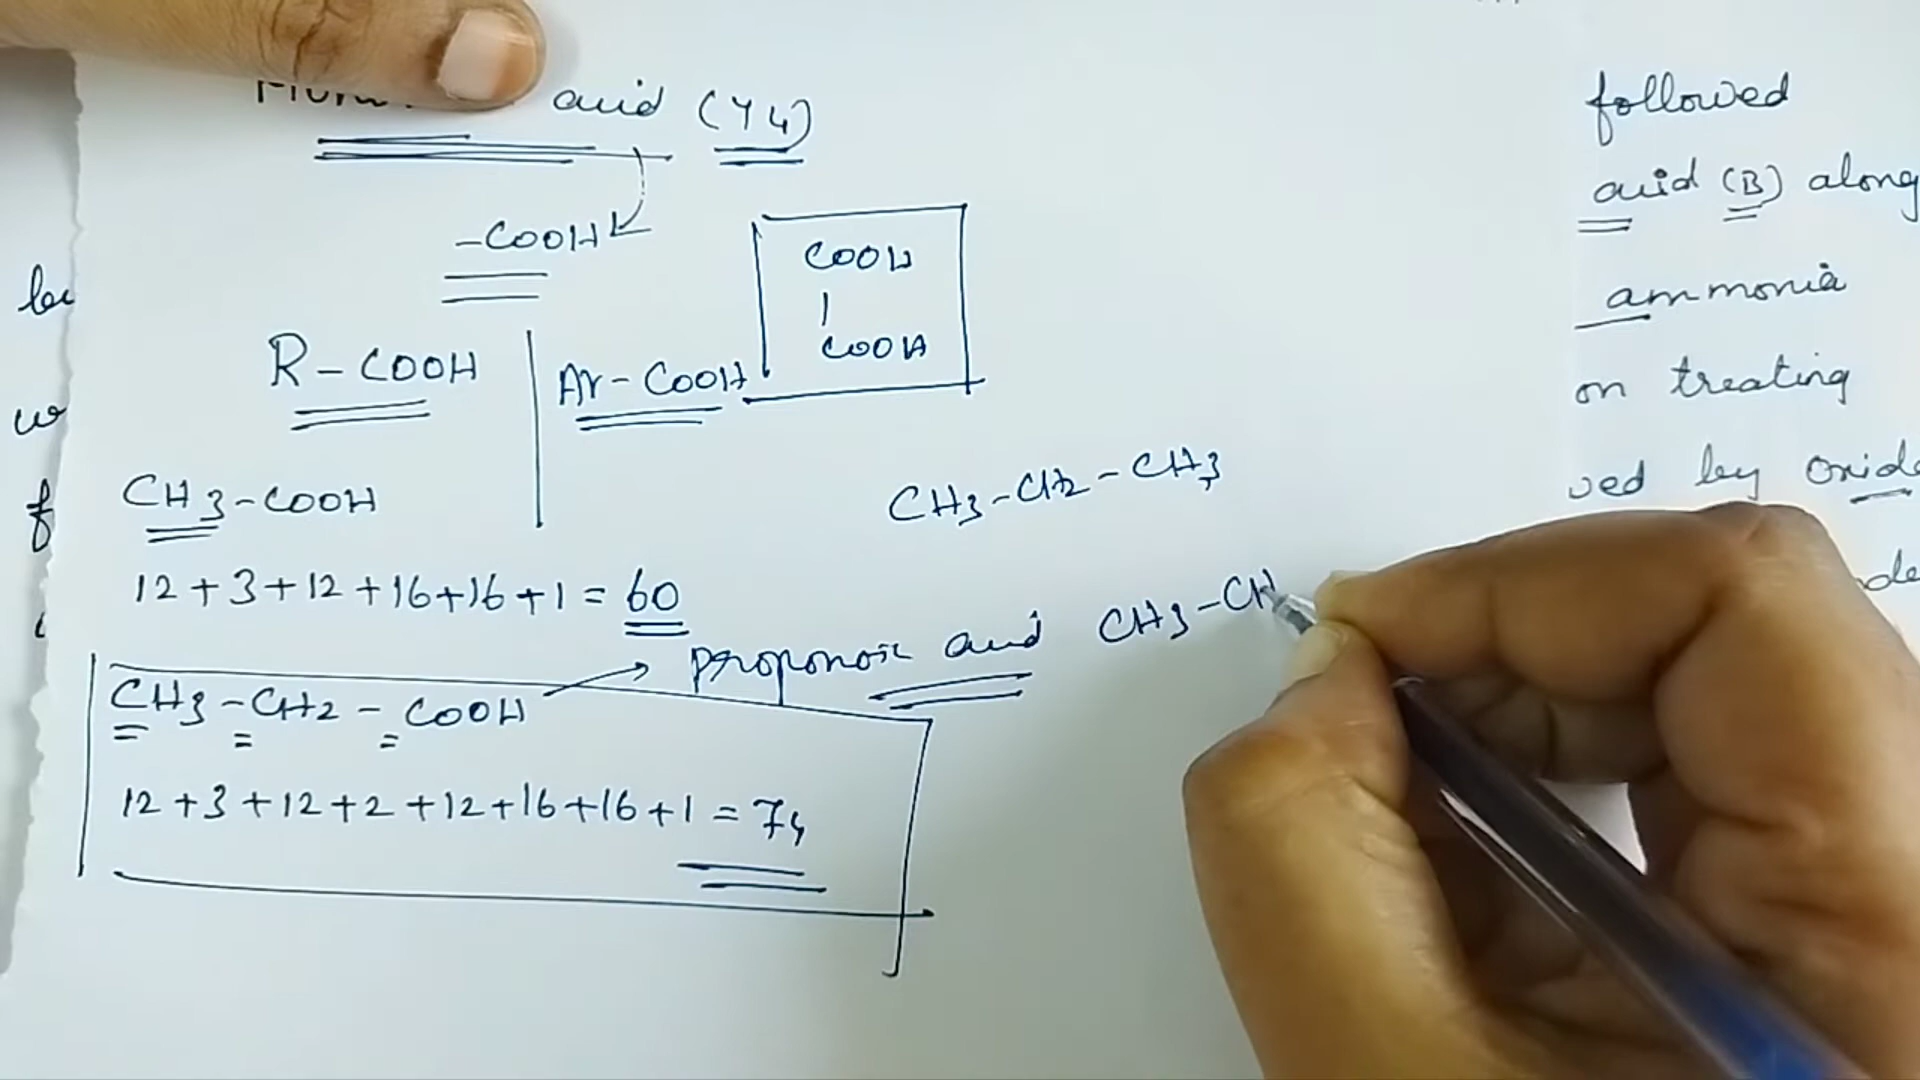 acid (74)
-COOH
COOH
|
COOH
R-COOH
Ar-COOH
CH3-COOH
CH3-CH2-CH3
12+3+12+16+16+1=60
CH3-CH2-COOH
Propanoic acid
CH3-CH
12+3+12+2+12+16+16+1=74
followed
acid (B) along
ammonia
on treating
ved by